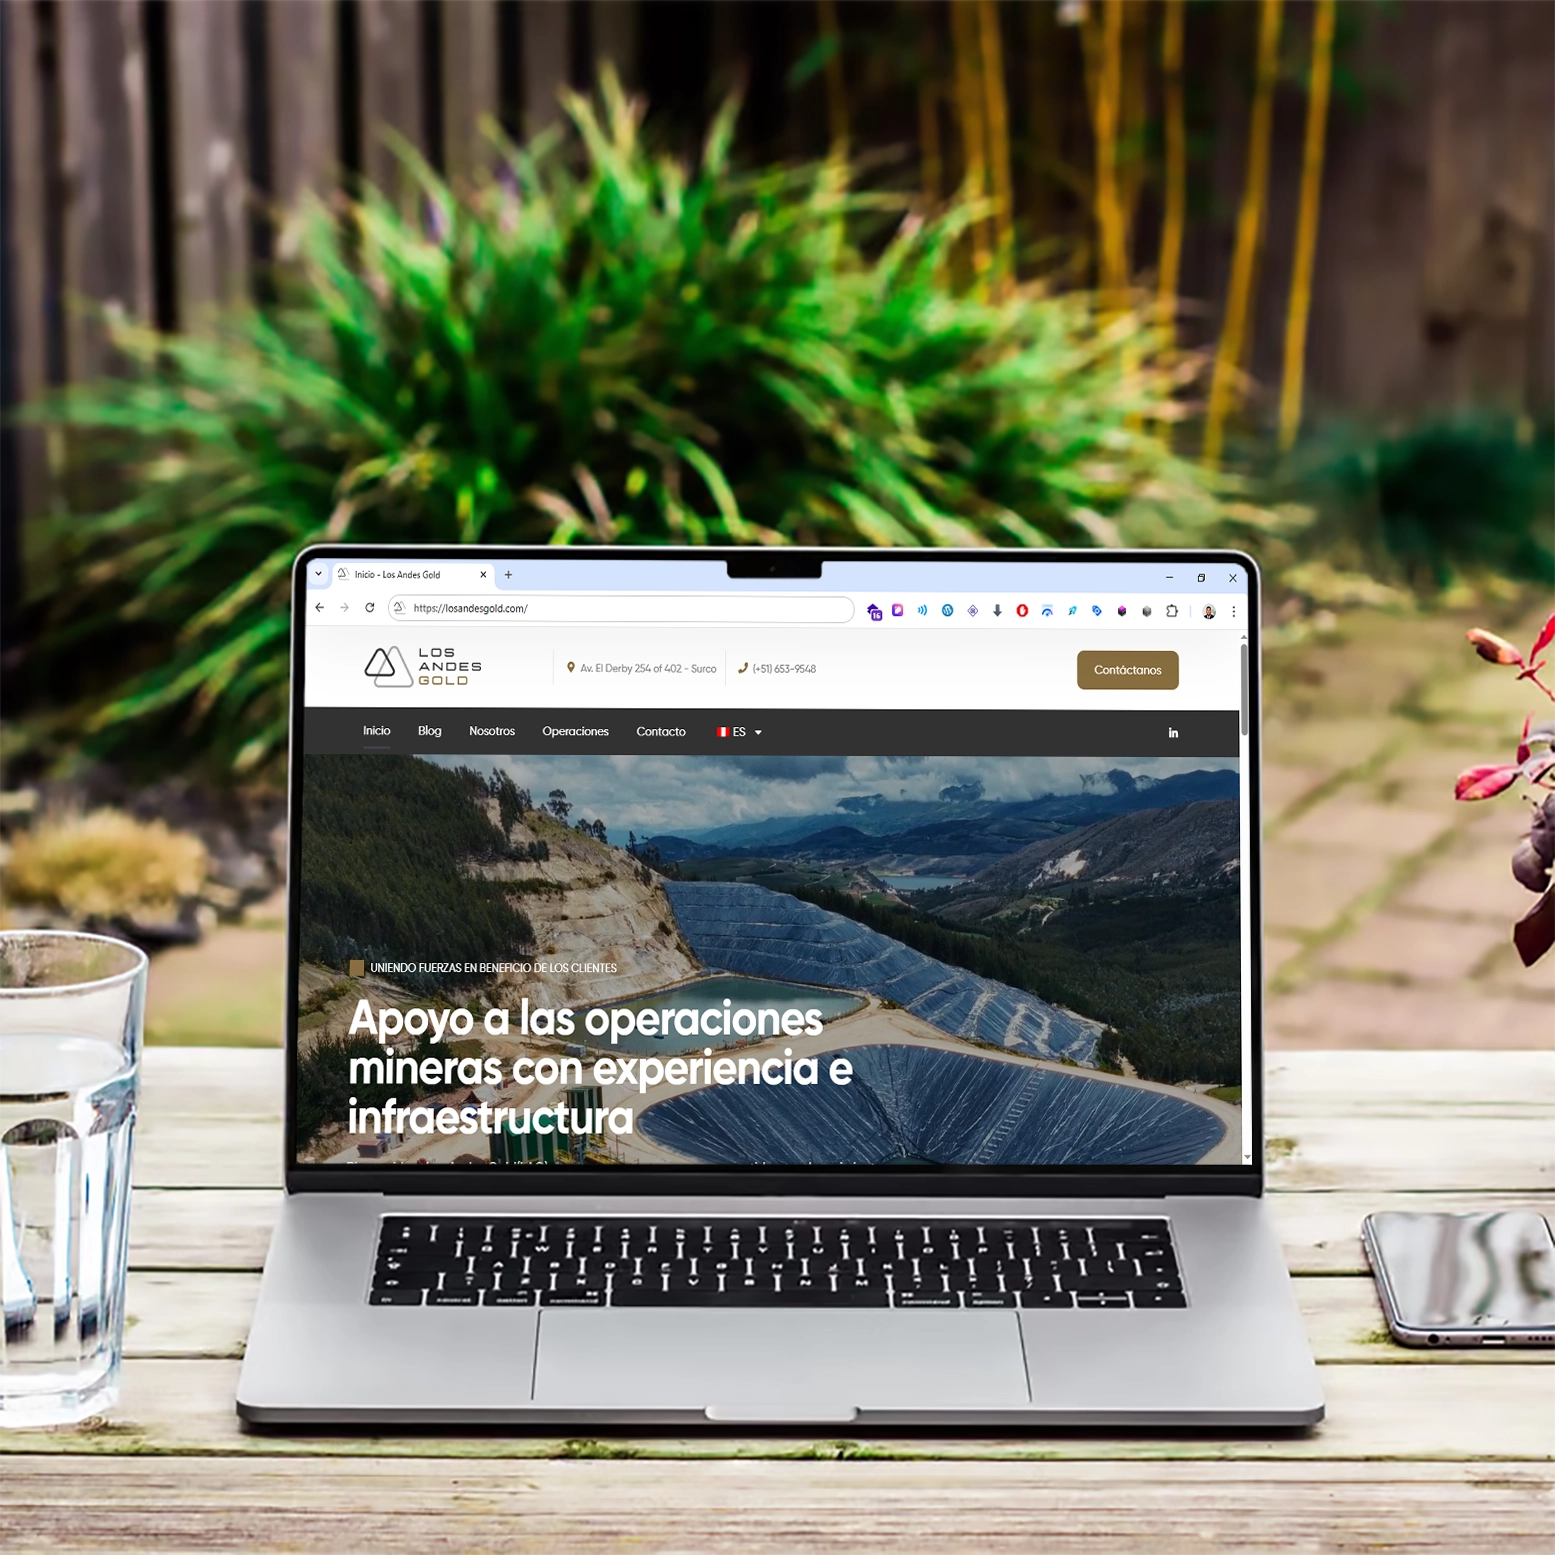 Inicio - Los Andes Gold
https://losandesgold.com/
16
LOS
ANDES
GOLD
Av. El Derby 254 of 402 - Surco
(+51) 653-9548
Contáctanos
Inicio
Blog
Nosotros
Operaciones
Contacto
ES
in
UNIENDO FUERZAS EN BENEFICIO DE LOS CLIENTES
Apoyo a las operaciones
mineras con experiencia e
infraestructura